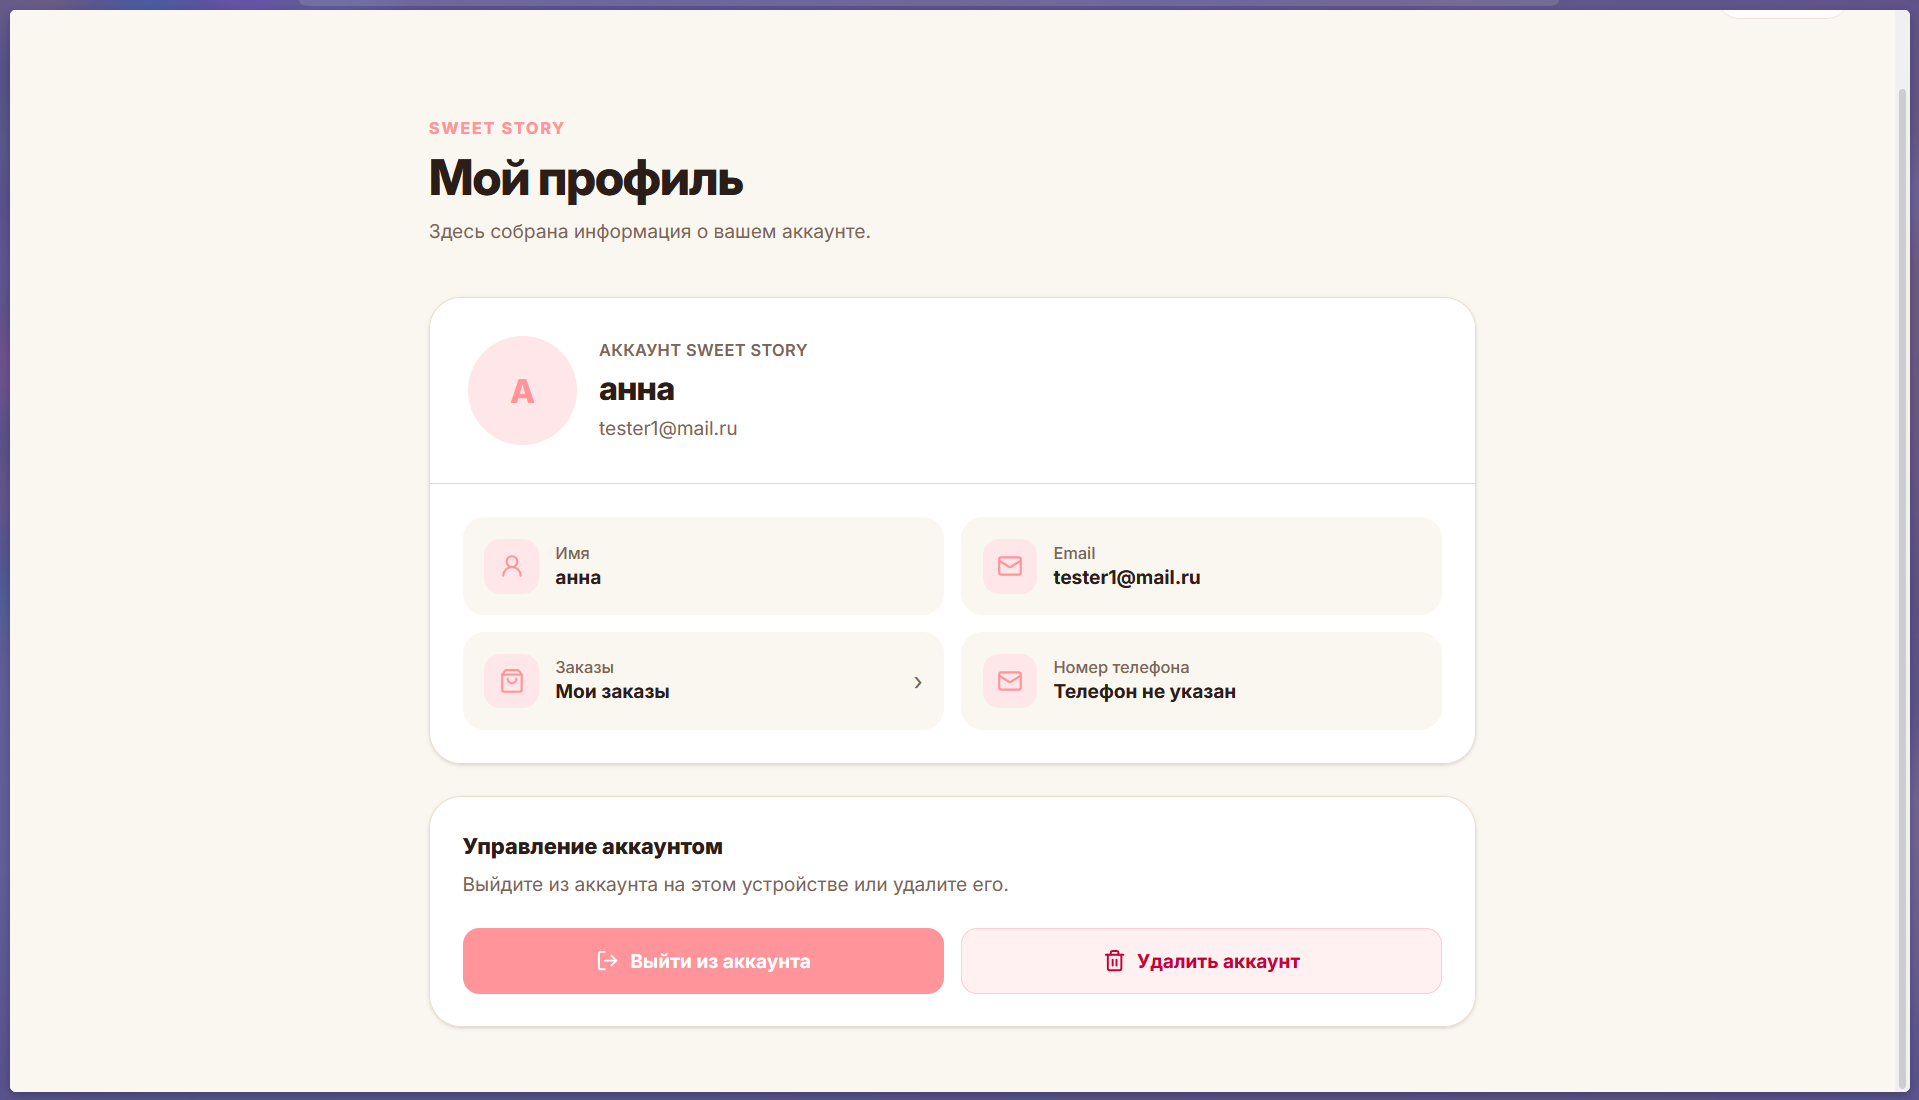 SWEET STORY
Мой профиль
Здесь собрана информация о вашем аккаунте.
A
АККАУНТ SWEET STORY
анна
tester1@mail.ru
Имя
анна
Email
tester1@mail.ru
Заказы
Мои заказы
Номер телефона
Телефон не указан
Управление аккаунтом
Выйдите из аккаунта на этом устройстве или удалите его.
Выйти из аккаунта
Удалить аккаунт